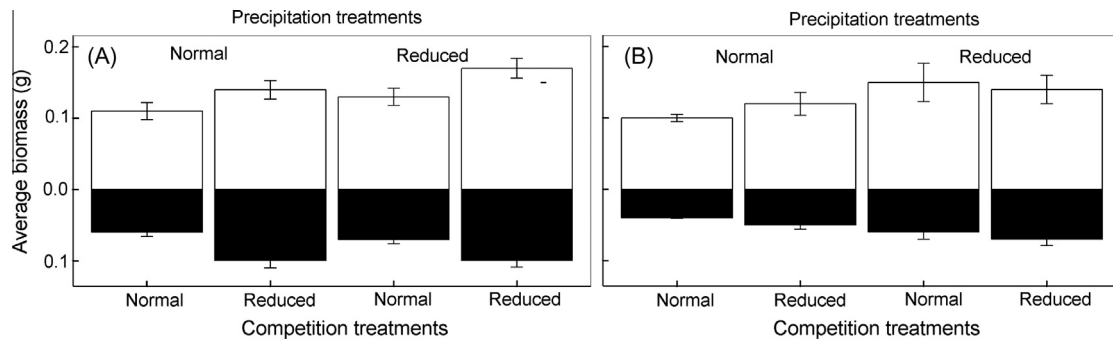 Precipitation treatments
(A)
Normal
Reduced
0.2
0.1
0.0
0.1
Average biomass (g)
Normal
Reduced
Normal
Reduced
Competition treatments
Precipitation treatments
(B)
Normal
Reduced
Normal
Reduced
Normal
Reduced
Competition treatments